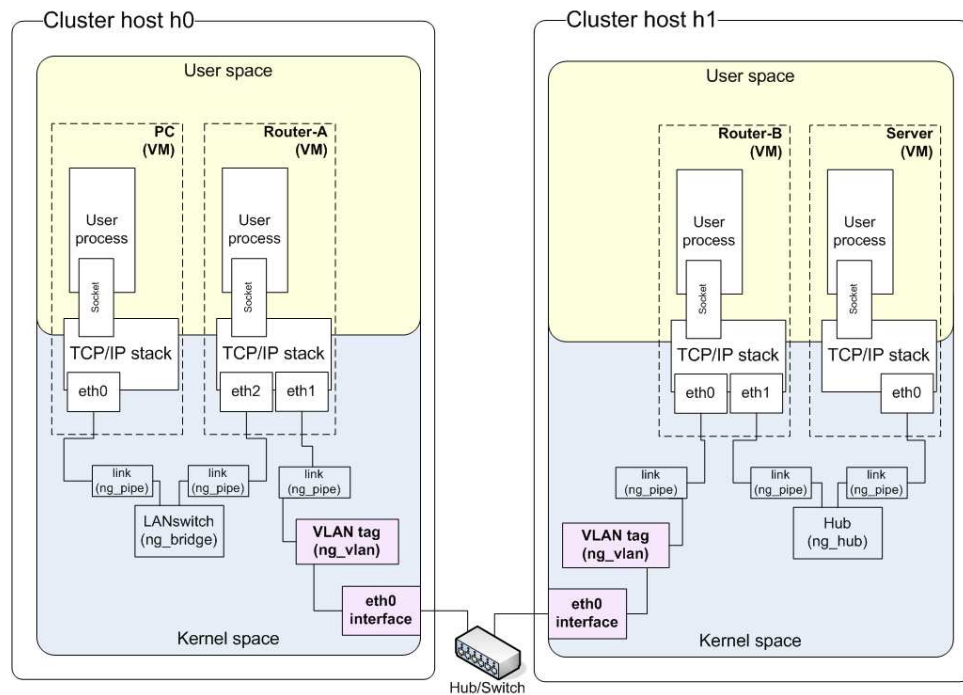 Cluster host h0
User space
PC
(VM)
Router-A
(VM)
User
process
User
process
Socket
Socket
TCP/IP stack
TCP/IP stack
eth0
eth2
eth1
link
(ng_pipe)
link
(ng_pipe)
link
(ng_pipe)
LANswitch
(ng_bridge)
VLAN tag
(ng_vlan)
eth0
interface
Kernel space
Hub/Switch
Cluster host h1
User space
Router-B
(VM)
Server
(VM)
User
process
User
process
Socket
Socket
TCP/IP stack
TCP/IP stack
eth0
eth1
eth0
link
(ng_pipe)
link
(ng_pipe)
link
(ng_pipe)
VLAN tag
(ng_vlan)
Hub
(ng_hub)
eth0
interface
Kernel space